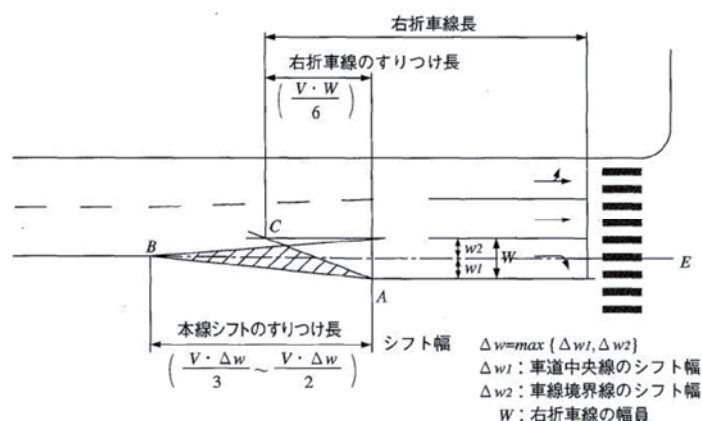 右折車線長
右折車線のすりつけ長
( V・W / 6 )
C
B
w2
W
w1
E
A
本線シフトのすりつけ長
( V・Δw / 3 ～ V・Δw / 2 )
シフト幅 Δw=max { Δw1, Δw2 }
Δw1：車道中央線のシフト幅
Δw2：車線境界線のシフト幅
W：右折車線の幅員